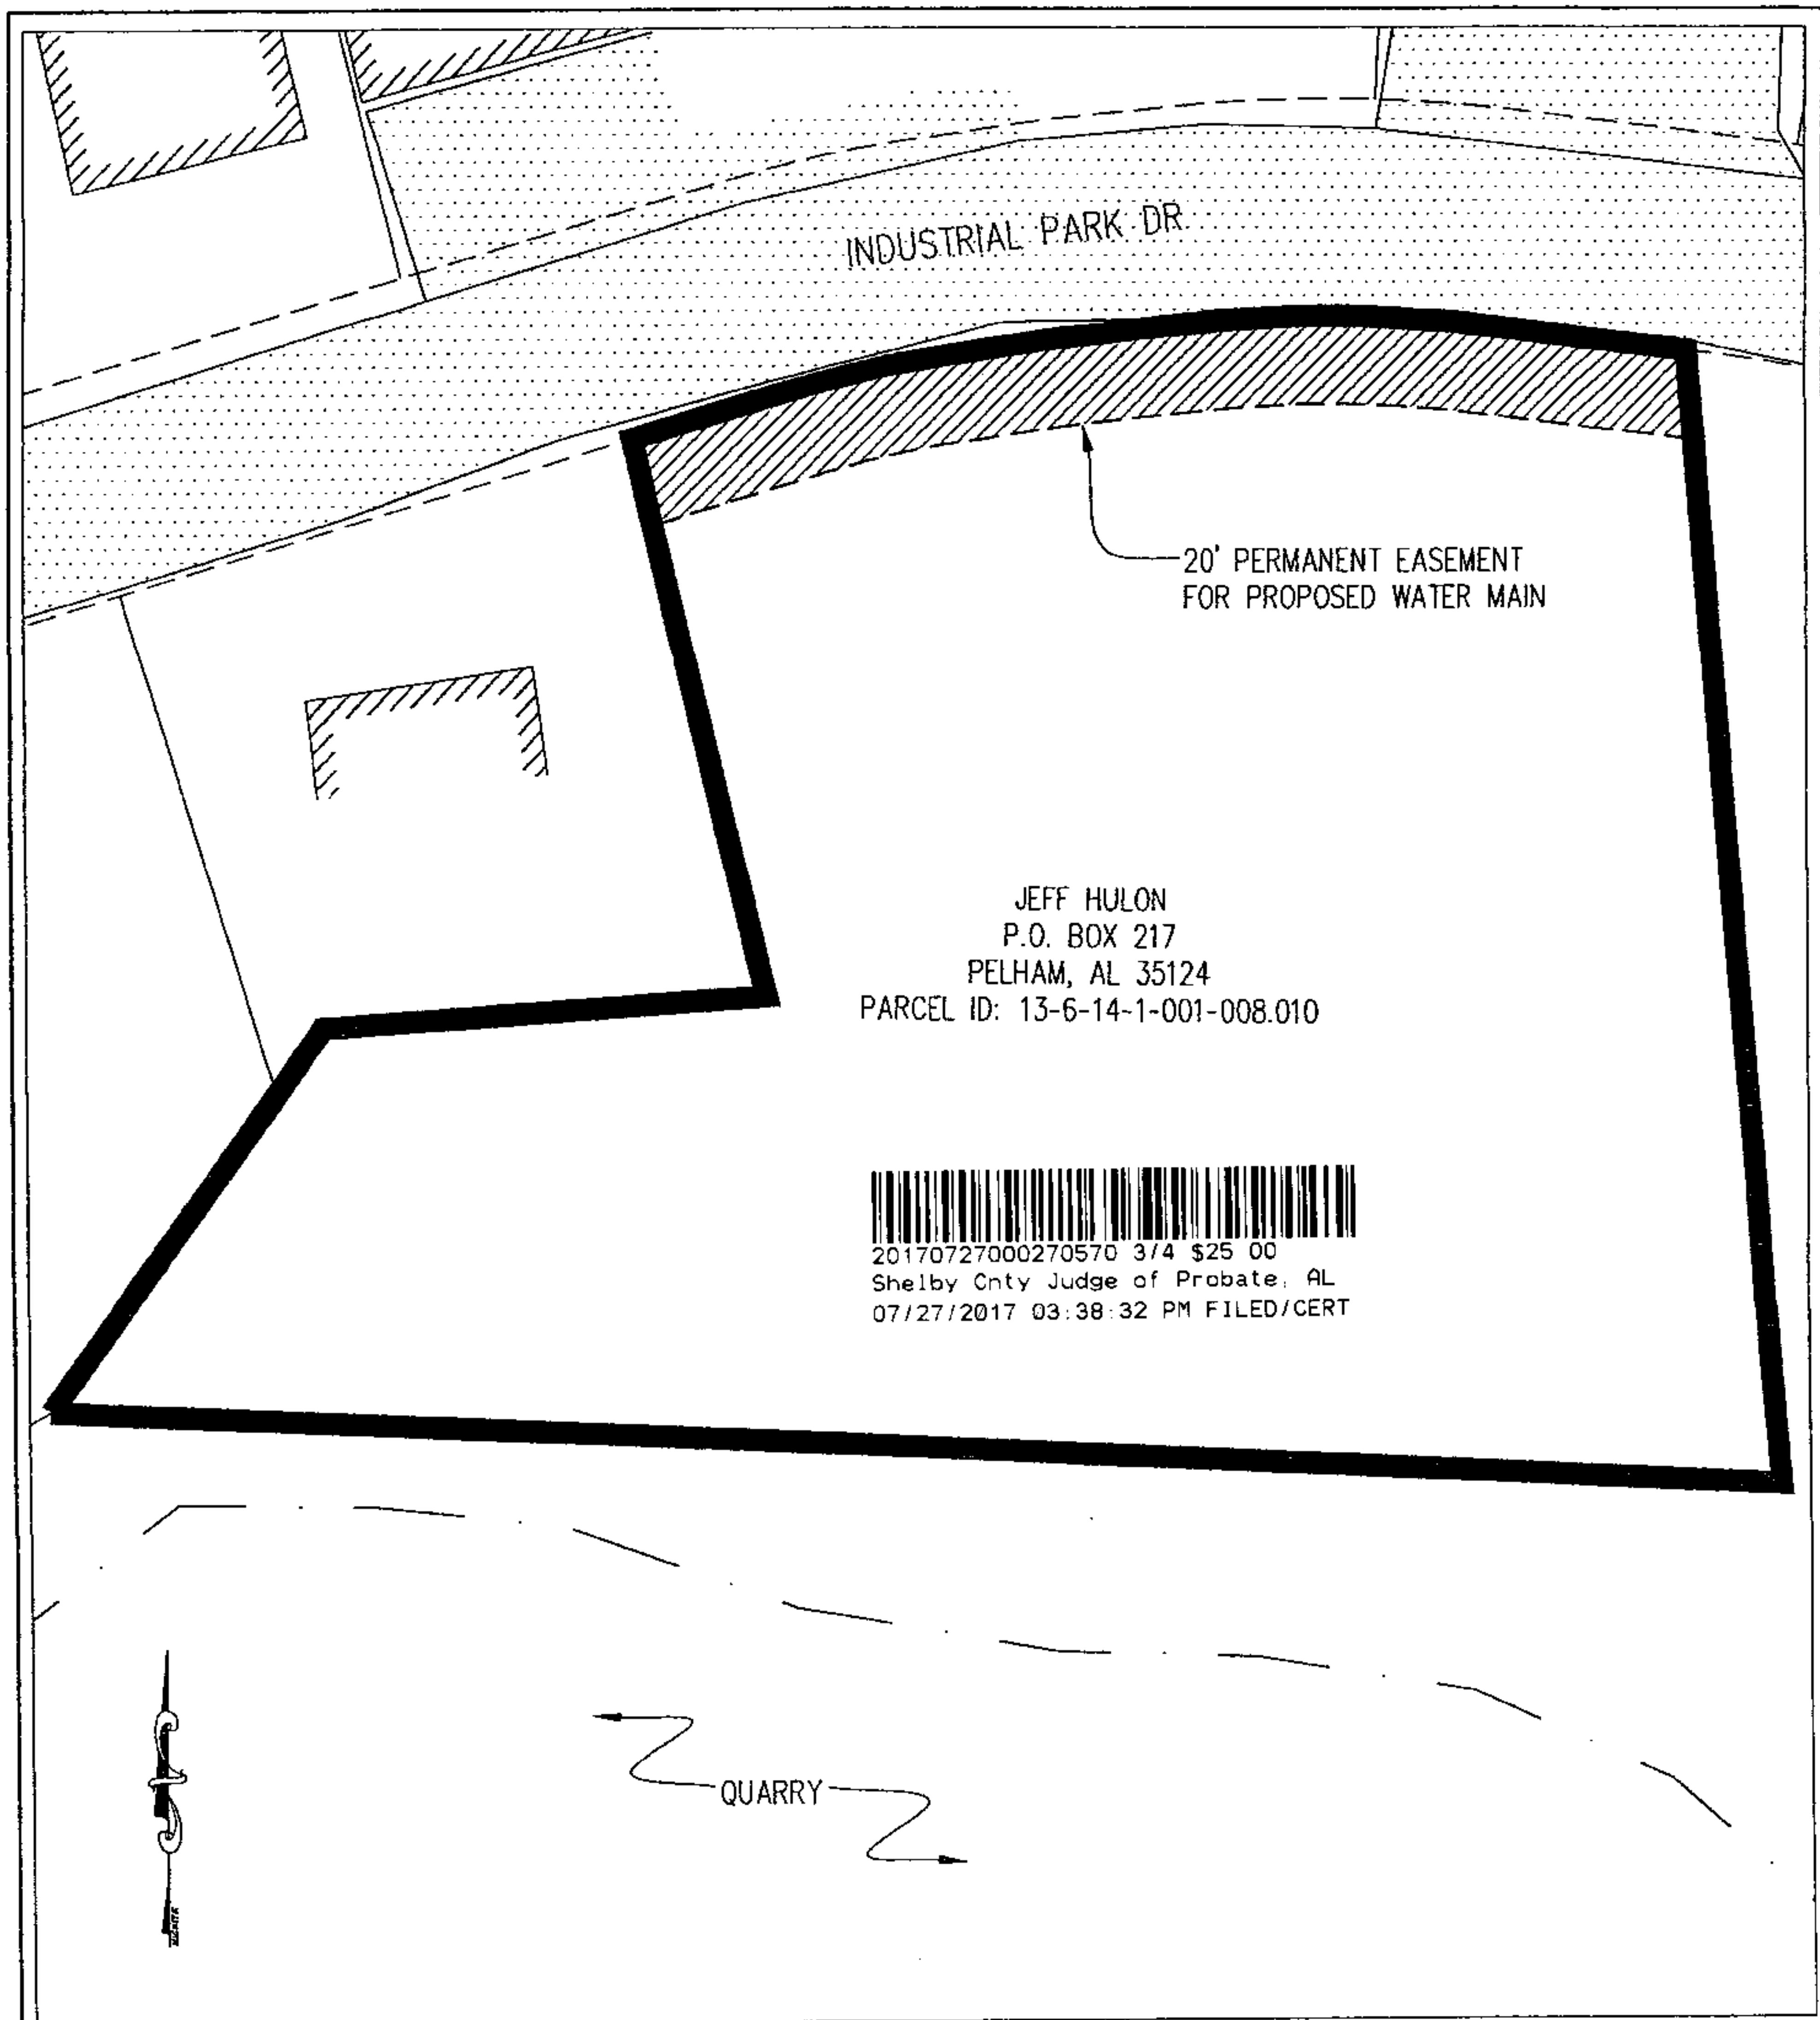 INDUSTRIAL PARK DR
20' PERMANENT EASEMENT
FOR PROPOSED WATER MAIN
JEFF HULON
P.O. BOX 217
PELHAM, AL 35124
PARCEL ID: 13-6-14-1-001-008.010
20170727000270570 3/4 $25 00
Shelby Cnty Judge of Probate, AL
07/27/2017 03:38:32 PM FILED/CERT
QUARRY